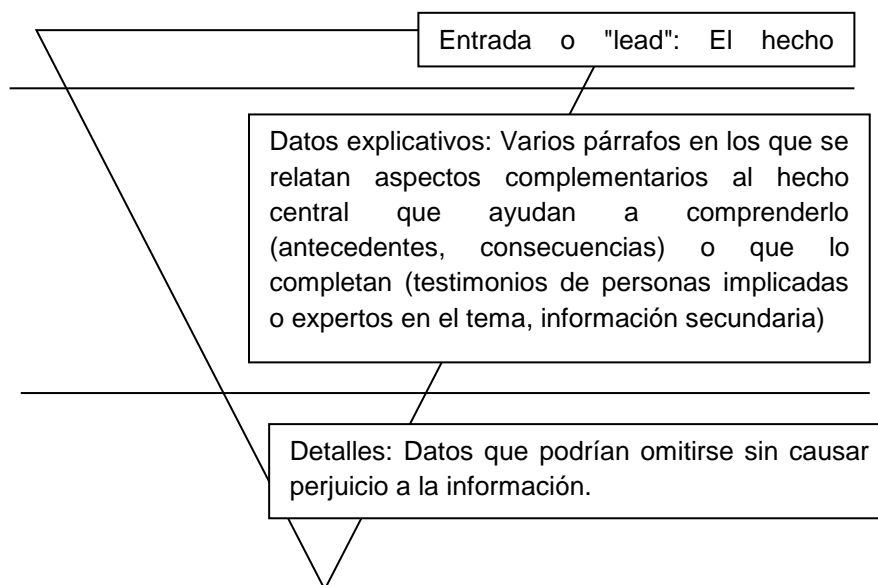 Entrada o "lead": El hecho
Datos explicativos: Varios párrafos en los que se
relatan aspectos complementarios al hecho
central que ayudan a comprenderlo
(antecedentes, consecuencias) o que lo
completan (testimonios de personas implicadas
o expertos en el tema, información secundaria)
Detalles: Datos que podrían omitirse sin causar
perjuicio a la información.